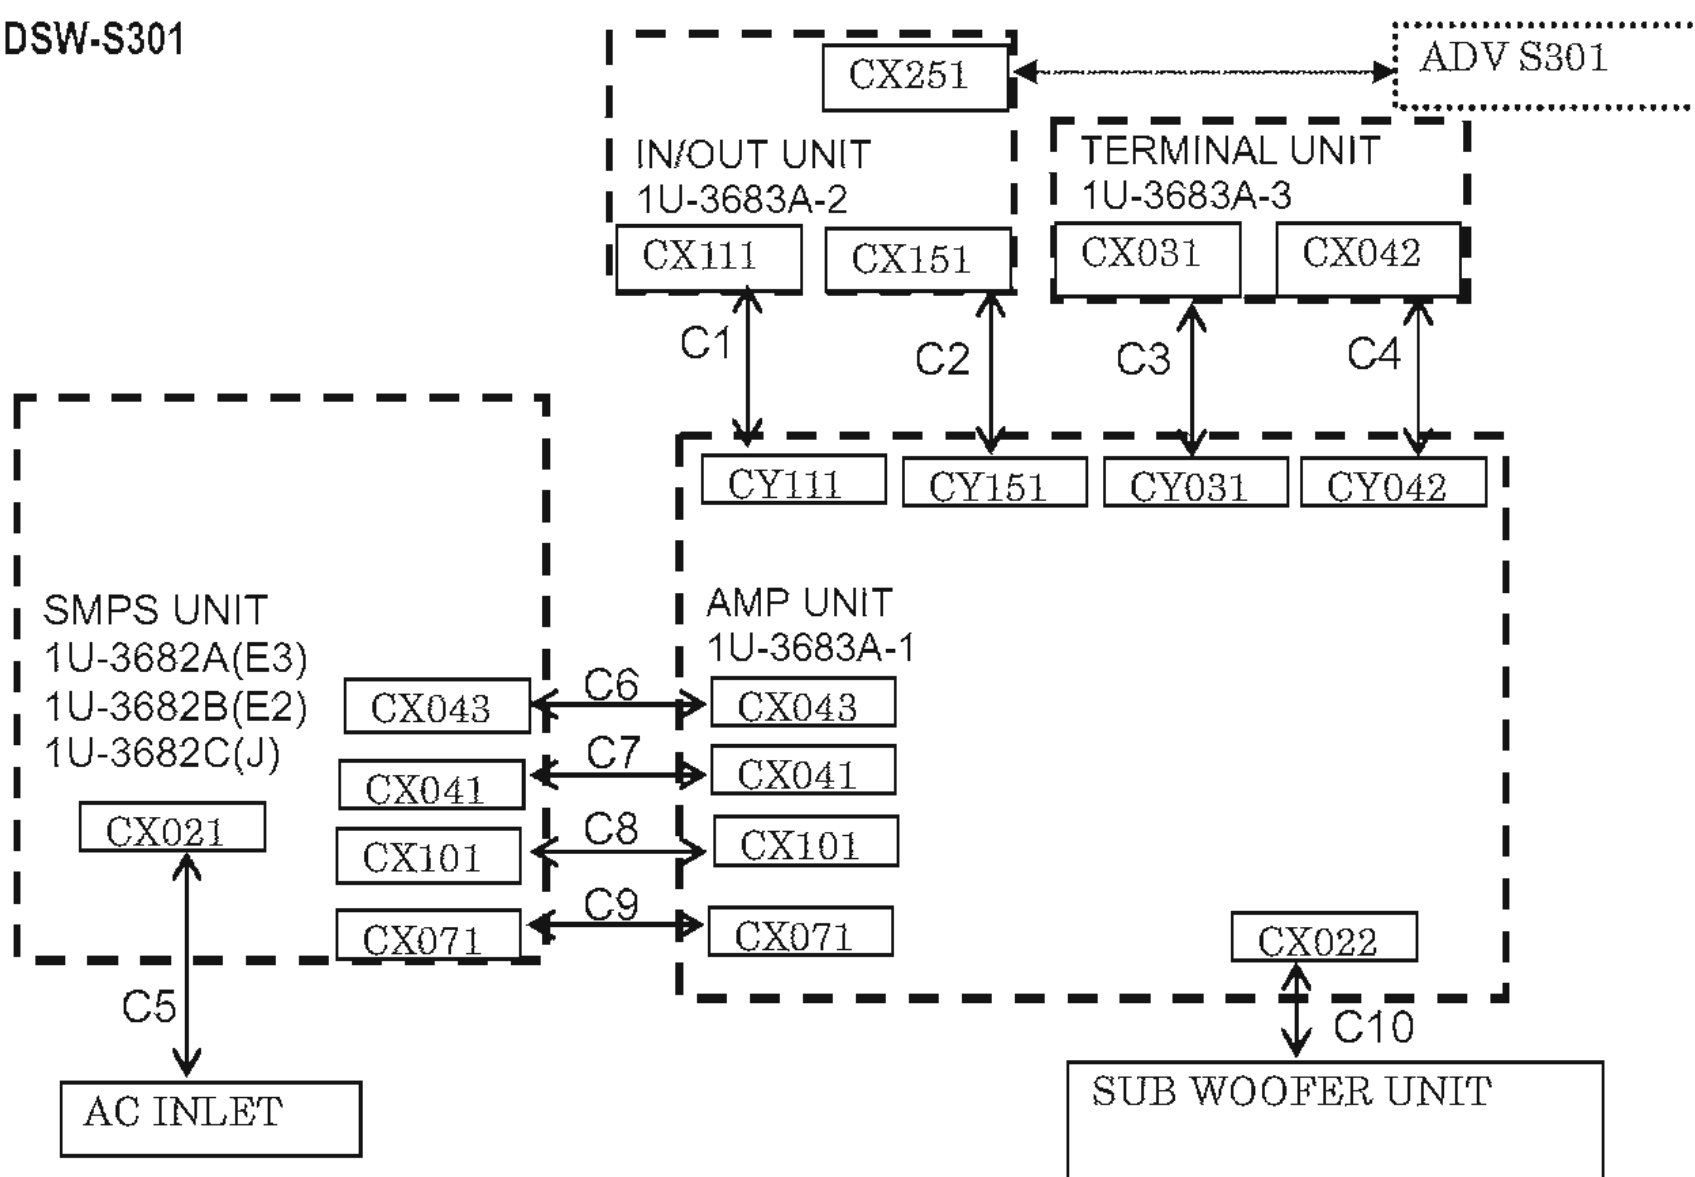 DSW-S301
CX251
ADV S301
IN/OUT UNIT
1U-3683A-2
TERMINAL UNIT
1U-3683A-3
CX111
CX151
CX031
CX042
C1
C2
C3
C4
CY111
CY151
CY031
CY042
SMPS UNIT
1U-3682A(E3)
1U-3682B(E2)
1U-3682C(J)
AMP UNIT
1U-3683A-1
CX043
C6
CX043
CX041
C7
CX041
CX021
CX101
C8
CX101
CX071
C9
CX071
CX022
C5
C10
AC INLET
SUB WOOFER UNIT